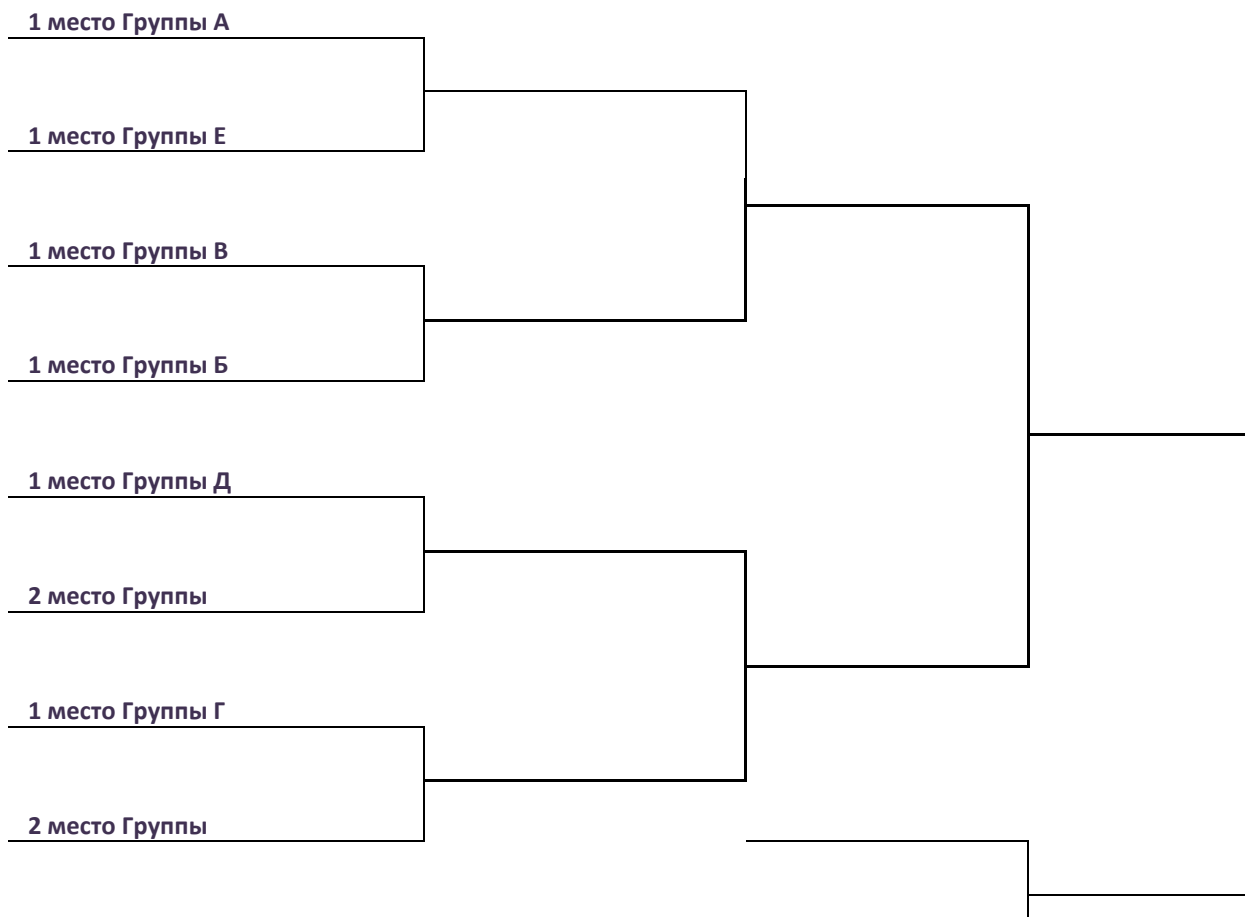 1 место Группы А
1 место Группы Е
1 место Группы В
1 место Группы Б
1 место Группы Д
2 место Группы
1 место Группы Г
2 место Группы